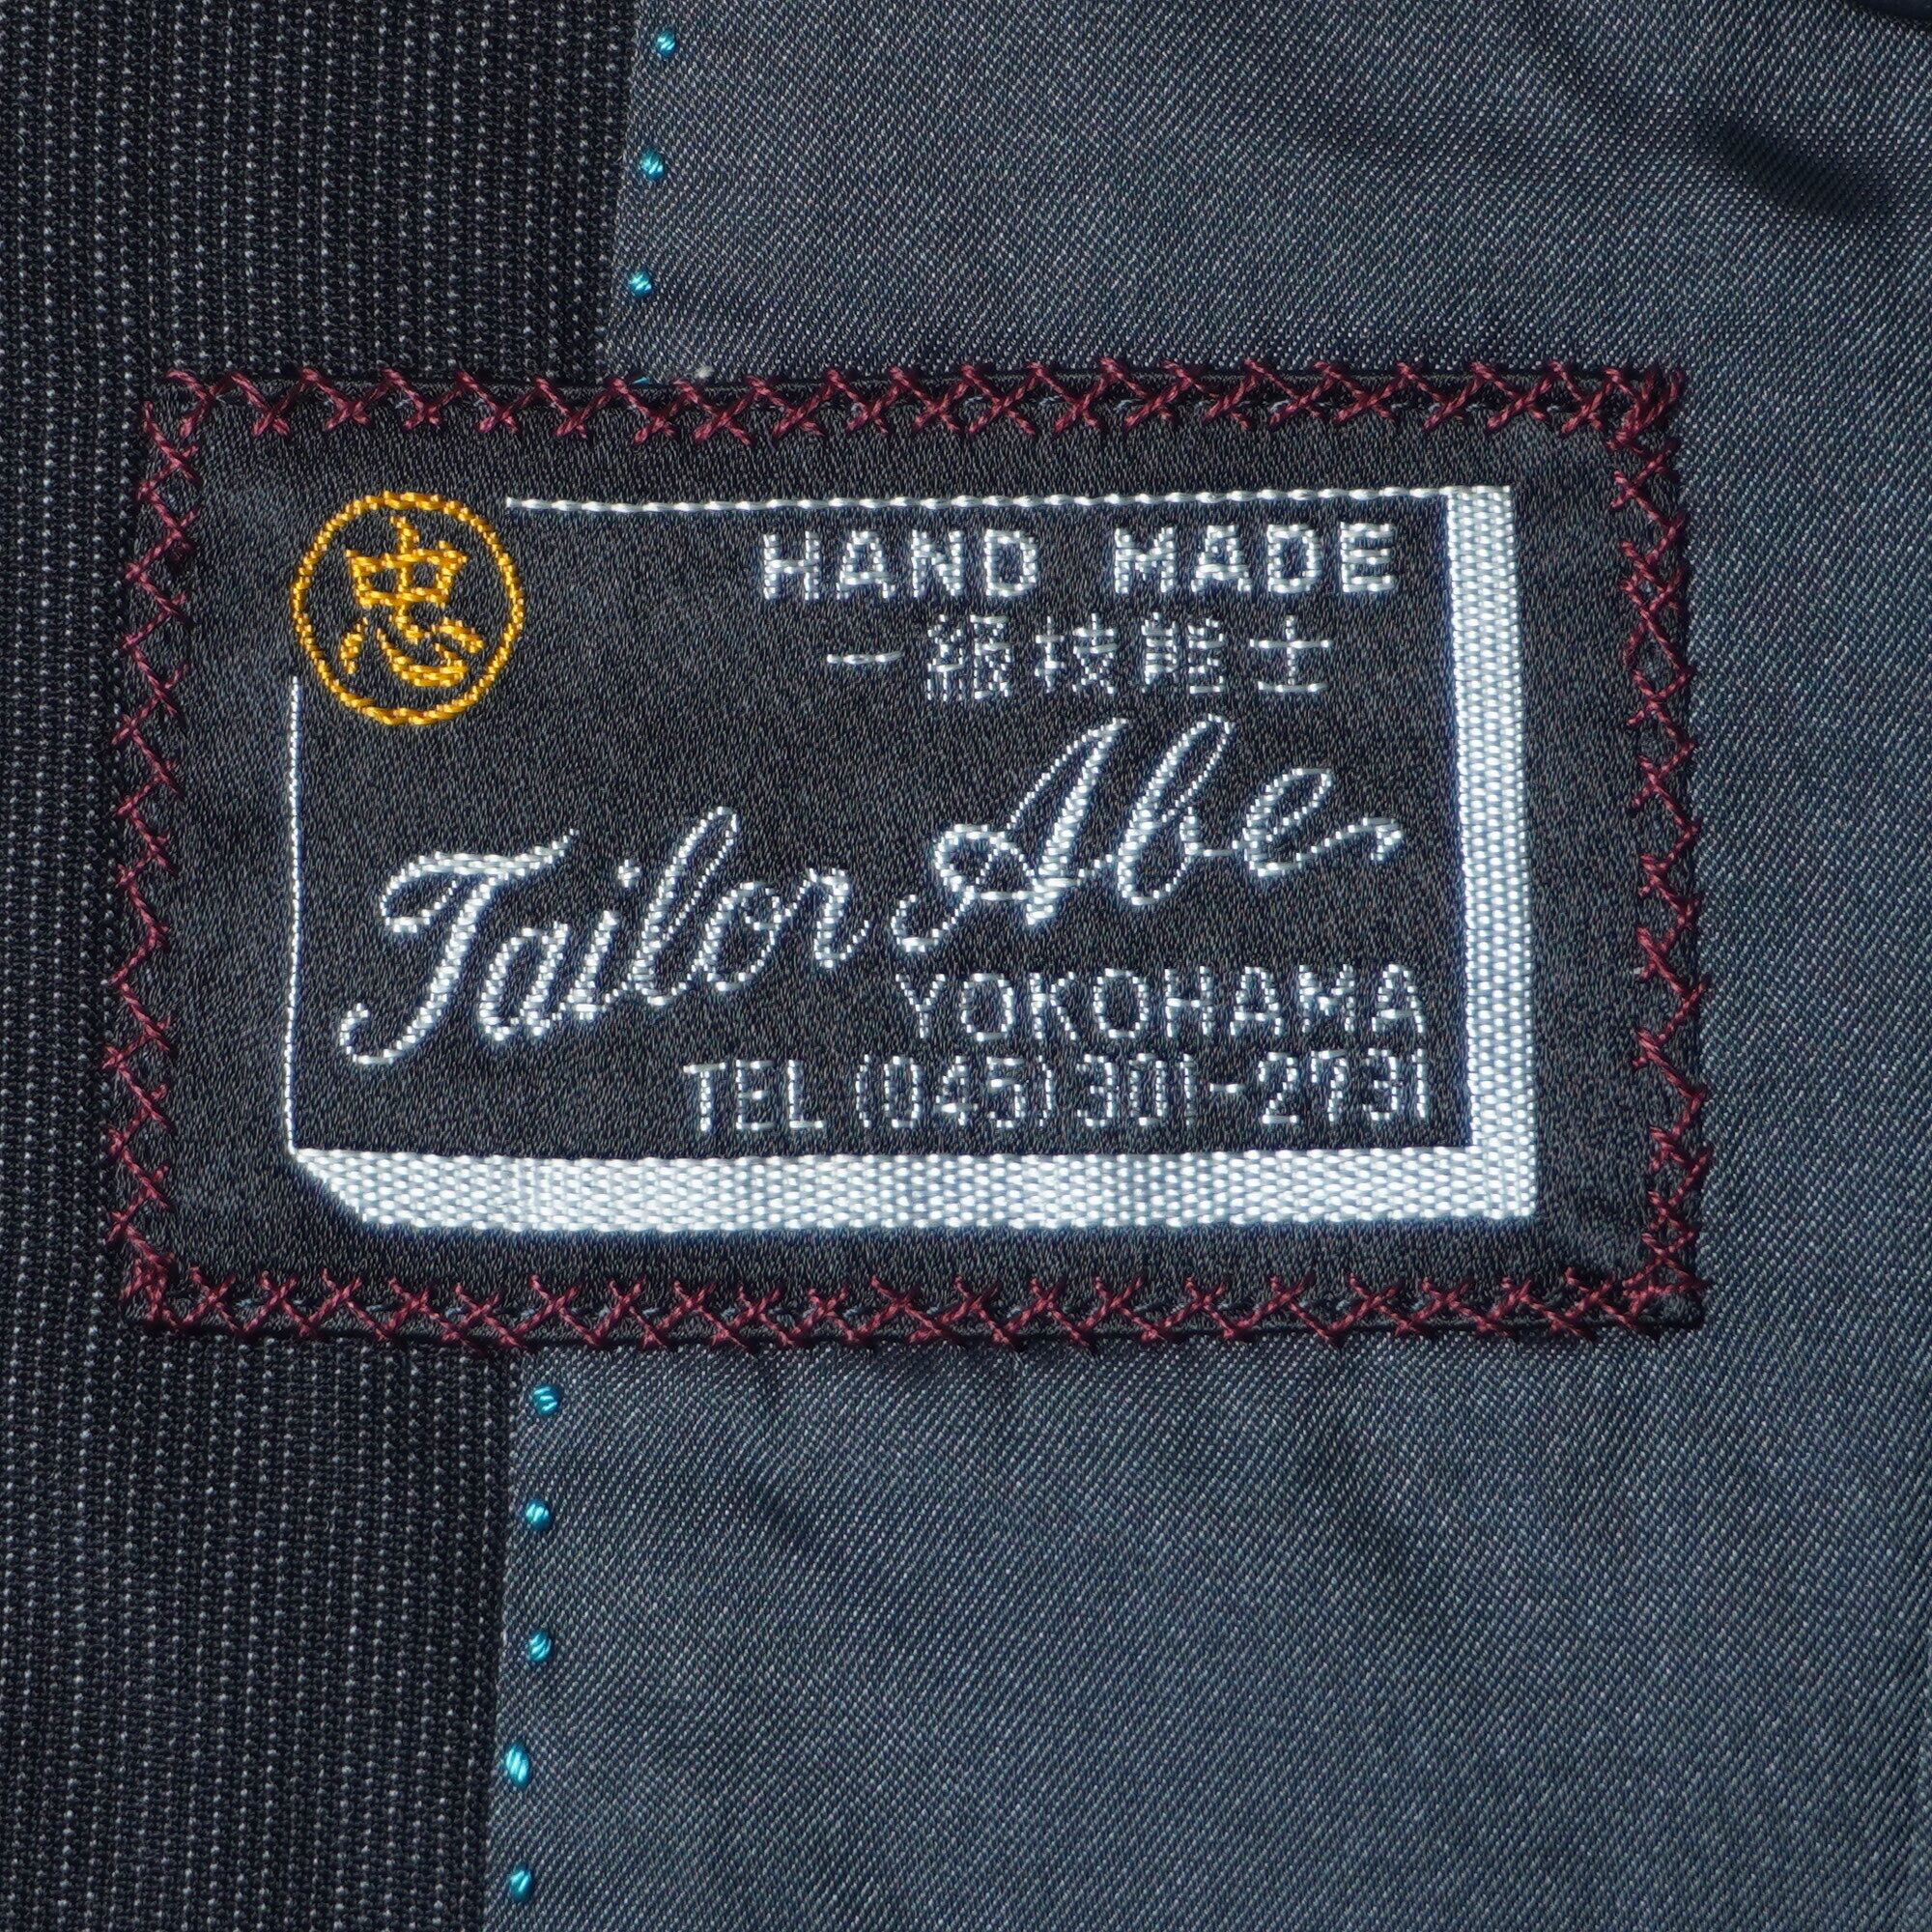 忠
HAND MADE
一級技能士
Tailor Abe
YOKOHAMA
TEL (045) 301-2731